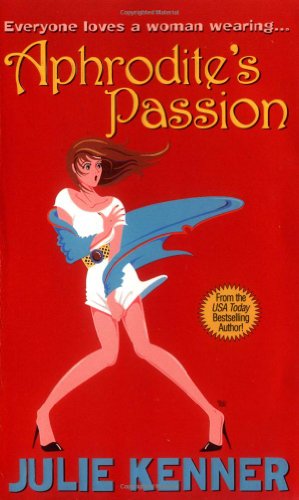 Everyone loves a woman wearing...
Aphrodite's
Passion
From the
USA Today
Bestselling
Author!
JULIE KENNER